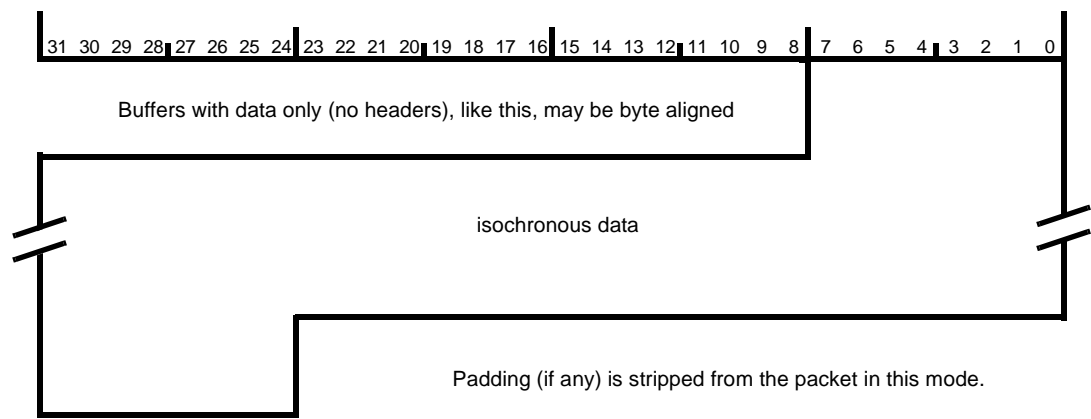 31 30 29 28 27 26 25 24 23 22 21 20 19 18 17 16 15 14 13 12 11 10 9 8 7 6 5 4 3 2 1 0
Buffers with data only (no headers), like this, may be byte aligned
isochronous data
Padding (if any) is stripped from the packet in this mode.